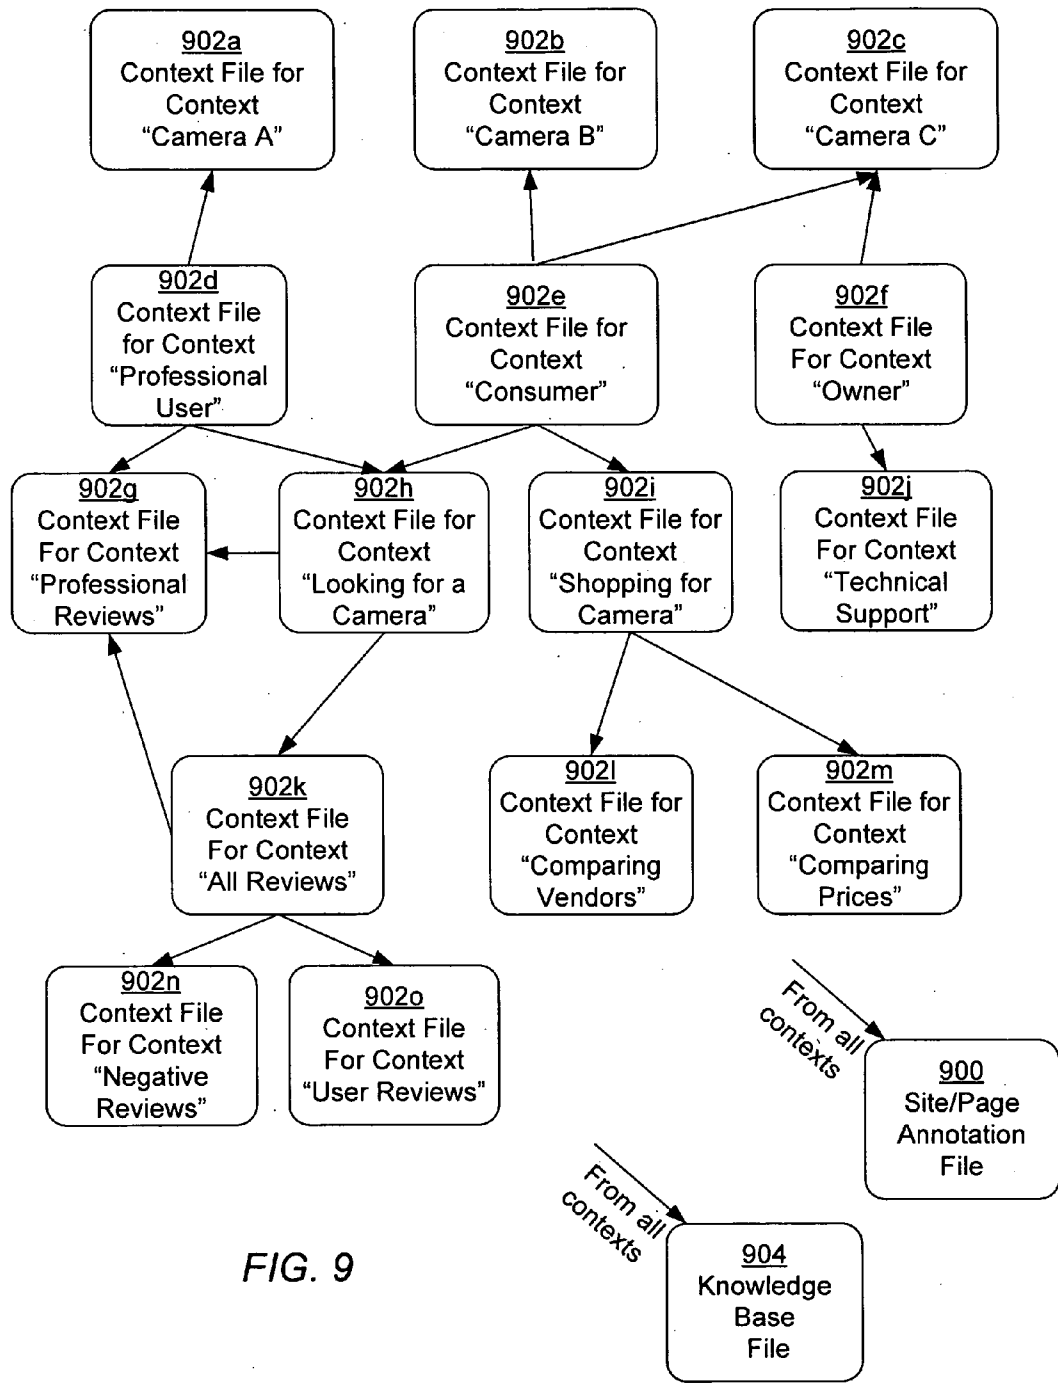 902a
Context File for
Context
“Camera A”
902b
Context File for
Context
“Camera B”
902c
Context File for
Context
“Camera C”
902d
Context File
for Context
“Professional
User”
902e
Context File for
Context
“Consumer”
902f
Context File
For Context
“Owner”
902g
Context File
For Context
“Professional
Reviews”
902h
Context File for
Context
“Looking for a
Camera”
902i
Context File for
Context
“Shopping for
Camera”
902j
Context File
For Context
“Technical
Support”
902k
Context File
For Context
“All Reviews”
902l
Context File for
Context
“Comparing
Vendors”
902m
Context File for
Context
“Comparing
Prices”
902n
Context File
For Context
“Negative
Reviews”
902o
Context File
For Context
“User Reviews”
From all
contexts
900
Site/Page
Annotation
File
From all
contexts
904
Knowledge
Base
File
FIG. 9